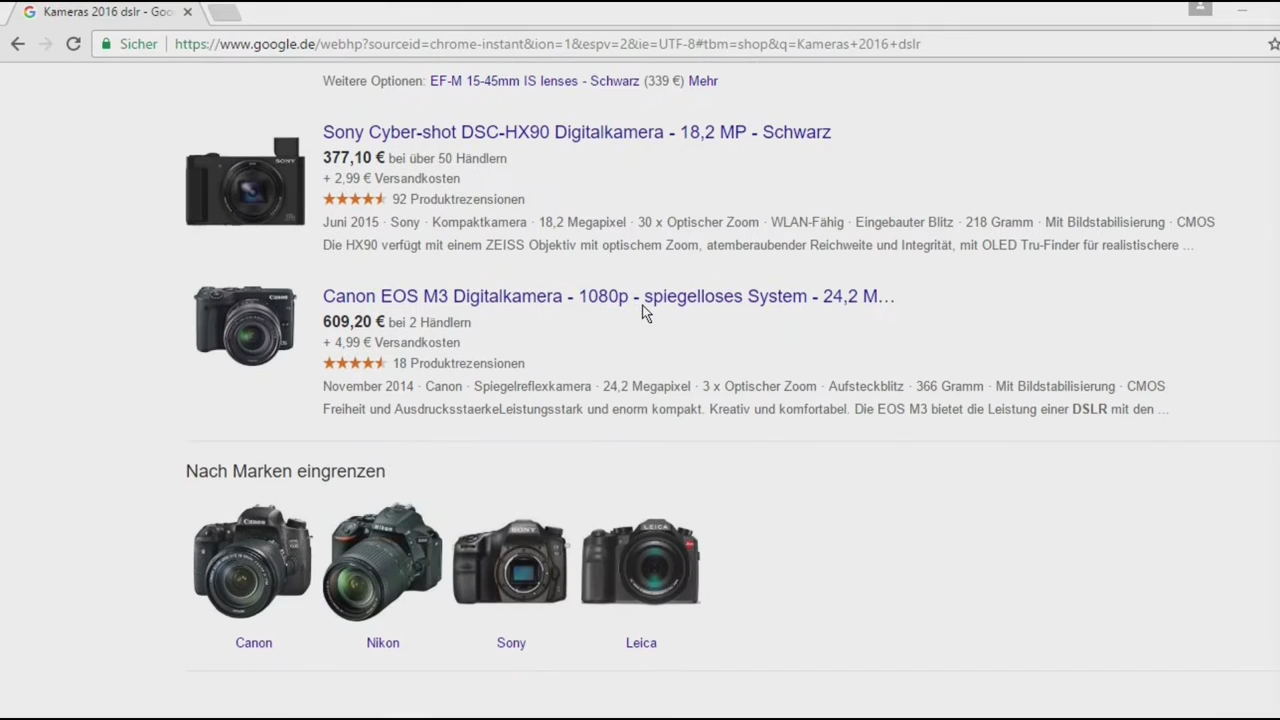 Kameras 2016 dslr - Goo
Sicher https://www.google.de/webhp?sourceid=chrome-instant&ion=1&espv=2&ie=UTF-8#tbm=shop&q=Kameras+2016+dslr
Weitere Optionen: EF-M 15-45mm IS lenses - Schwarz (339 €) Mehr
Sony Cyber-shot DSC-HX90 Digitalkamera - 18,2 MP - Schwarz
377,10 € bei über 50 Händlern
+ 2,99 € Versandkosten
92 Produktrezensionen
Juni 2015 · Sony · Kompaktkamera · 18,2 Megapixel · 30 x Optischer Zoom · WLAN-Fähig · Eingebauter Blitz · 218 Gramm · Mit Bildstabilisierung · CMOS
Die HX90 verfügt mit einem ZEISS Objektiv mit optischem Zoom, atemberaubender Reichweite und Integrität, mit OLED Tru-Finder für realistischere ...
SONY
Canon EOS M3 Digitalkamera - 1080p - spiegelloses System - 24,2 M…
609,20 € bei 2 Händlern
+ 4,99 € Versandkosten
18 Produktrezensionen
November 2014 · Canon · Spiegelreflexkamera · 24,2 Megapixel · 3 x Optischer Zoom · Aufsteckblitz · 366 Gramm · Mit Bildstabilisierung · CMOS
Freiheit und AusdrucksstaerkeLeistungsstark und enorm kompakt. Kreativ und komfortabel. Die EOS M3 bietet die Leistung einer DSLR mit den ...
Canon
Nach Marken eingrenzen
Canon
Nikon
SONY
LEICA
Canon
Nikon
Sony
Leica